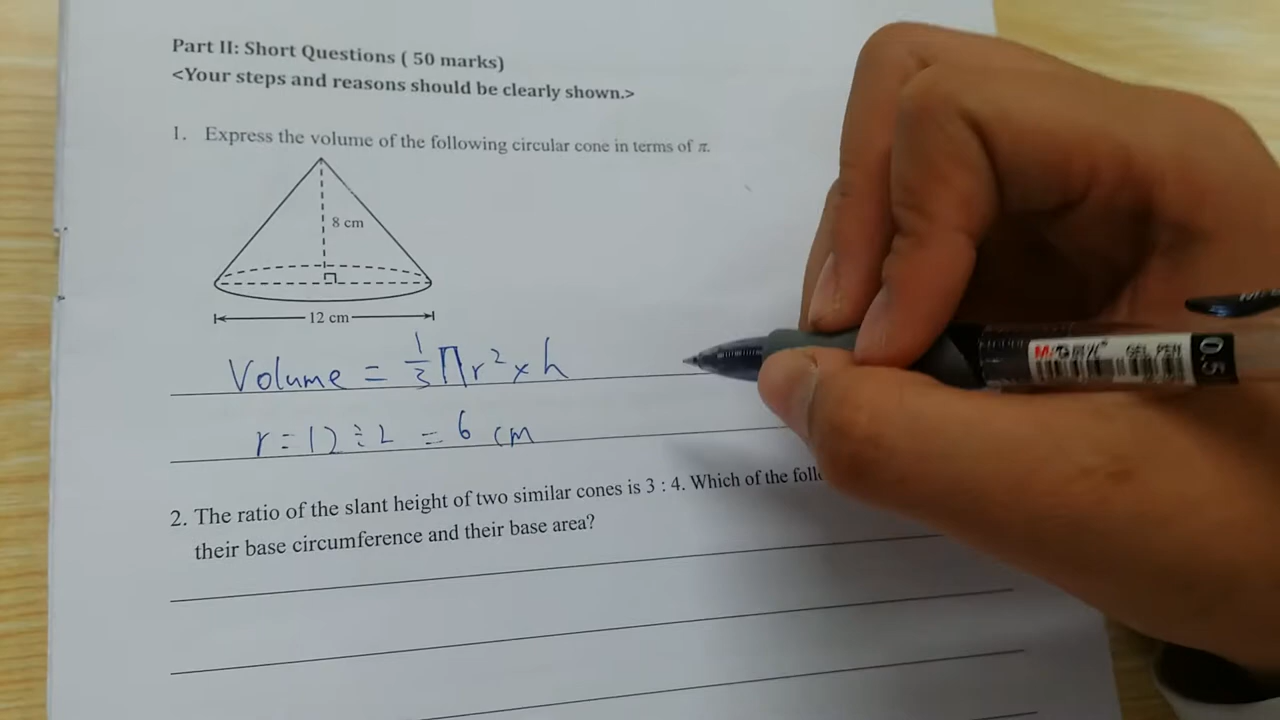 Part II: Short Questions ( 50 marks)
<Your steps and reasons should be clearly shown.>
1. Express the volume of the following circular cone in terms of π.
8 cm
12 cm
Volume = 1/3 πr² × h
r = 12 ÷ 2 = 6 cm
2. The ratio of the slant height of two similar cones is 3 : 4. Which of the
their base circumference and their base area?
GEL PEN
0.5